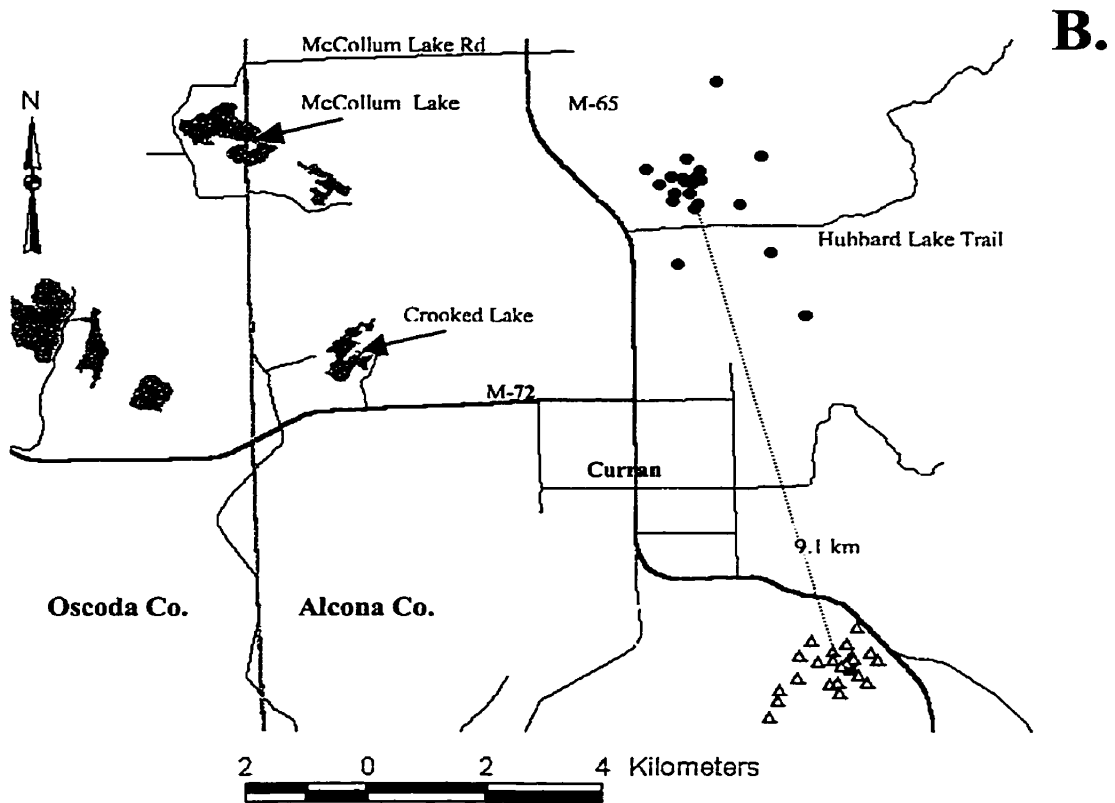 B.
McCollum Lake Rd
N
McCollum Lake
M-65
Hubbard Lake Trail
Crooked Lake
M-72
Curran
9.1 km
Oscoda Co.
Alcona Co.
2 0 2 4 Kilometers